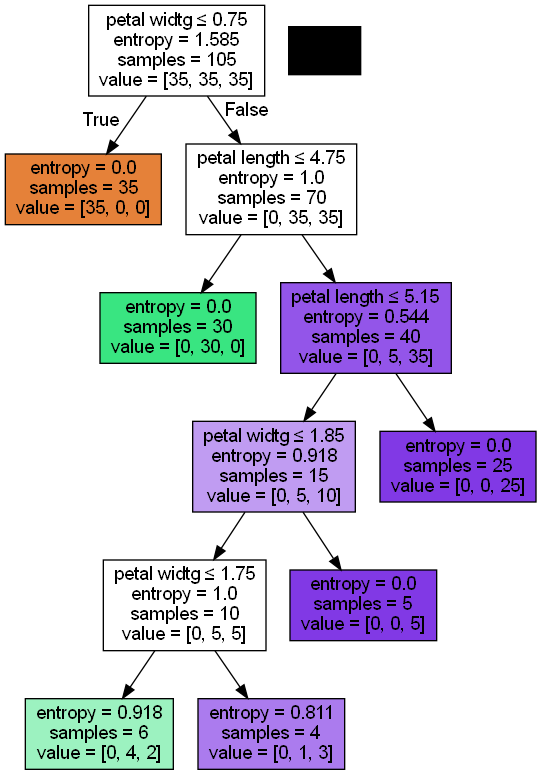 petal widtg ≤ 0.75
entropy = 1.585
samples = 105
value = [35, 35, 35]
True
False
entropy = 0.0
samples = 35
value = [35, 0, 0]
petal length ≤ 4.75
entropy = 1.0
samples = 70
value = [0, 35, 35]
entropy = 0.0
samples = 30
value = [0, 30, 0]
petal length ≤ 5.15
entropy = 0.544
samples = 40
value = [0, 5, 35]
petal widtg ≤ 1.85
entropy = 0.918
samples = 15
value = [0, 5, 10]
entropy = 0.0
samples = 25
value = [0, 0, 25]
petal widtg ≤ 1.75
entropy = 1.0
samples = 10
value = [0, 5, 5]
entropy = 0.0
samples = 5
value = [0, 0, 5]
entropy = 0.918
samples = 6
value = [0, 4, 2]
entropy = 0.811
samples = 4
value = [0, 1, 3]